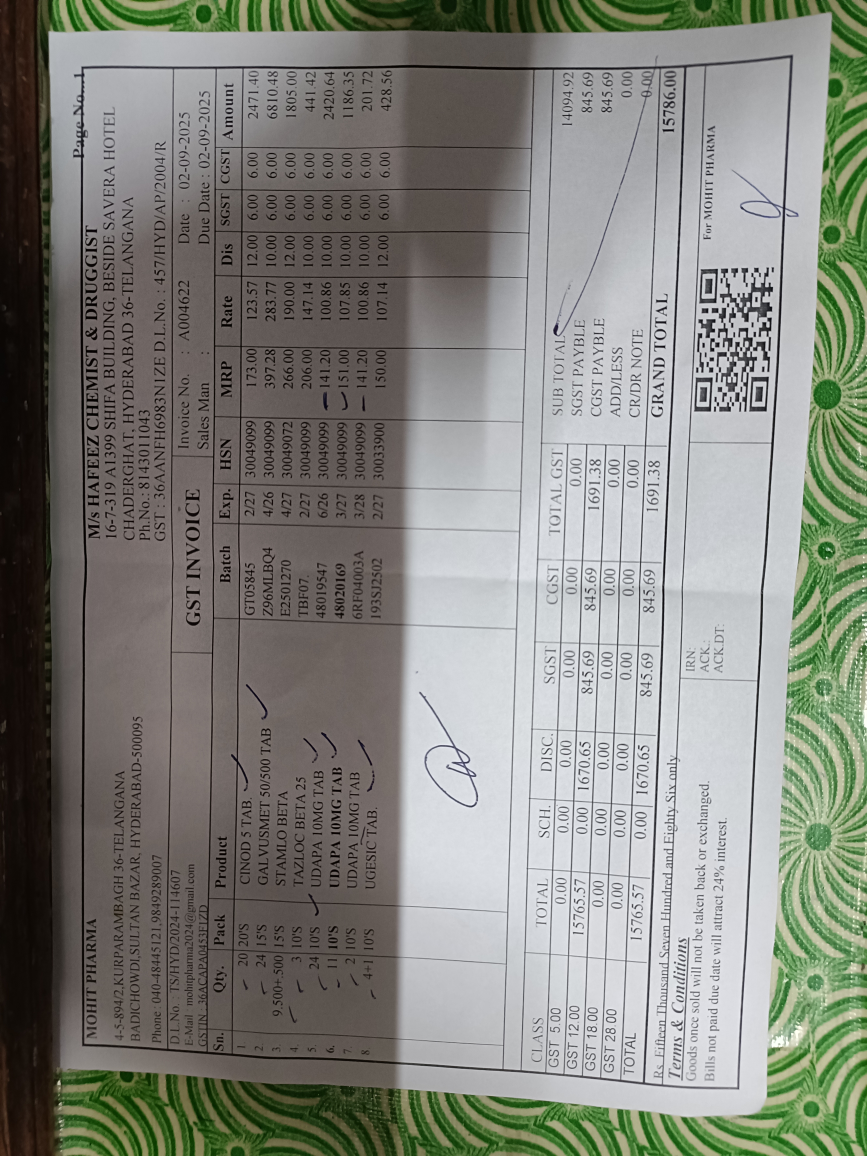 Page No...1
MOHIT PHARMA
4-5-894/2,KURPARAMBAGH 36-TELANGANA
BADICHOWDI,SULTAN BAZAR, HYDERABAD-500095
Phone: 040-48445121,9849289007
D.L.No. : TS/HYD/2024-114607
E-Mail mohitpharma2024@gmail.com
GSTIN :36ACAPA0453F1ZD
M/s HAFEEZ CHEMIST & DRUGGIST
16-7-319 A1399 SHIFA BUILDING, BESIDE SAVERA HOTEL
CHADERGHAT, HYDERABAD 36-TELANGANA
Ph.No.: 8143011043
GST : 36AANFH6983N1ZE D.L.No. : 457/HYD/AP/2004/R
GST INVOICE
Invoice No. : A004622 Date : 02-09-2025
Sales Man : Due Date : 02-09-2025
Sn. Qty. Pack Product Batch Exp. HSN MRP Rate Dis SGST CGST Amount
1. 20 20'S CINOD 5 TAB. GT05845 2/27 30049099 173.00 123.57 12.00 6.00 6.00 2471.40
2. 24 15'S GALVUSMET 50/500 TAB Z96MLBQ4 4/26 30049099 397.28 283.77 10.00 6.00 6.00 6810.48
3. 9.500+.500 15'S STAMLO BETA E2501270 4/27 30049072 266.00 190.00 12.00 6.00 6.00 1805.00
4. 3 10'S TAZLOC BETA 25 TBF07. 2/27 30049099 206.00 147.14 10.00 6.00 6.00 441.42
5. 24 10'S UDAPA 10MG TAB 48019547 6/26 30049099 141.20 100.86 10.00 6.00 6.00 2420.64
6. 11 10'S UDAPA 10MG TAB 48020169 3/27 30049099 151.00 107.85 10.00 6.00 6.00 1186.35
7. 2 10'S UDAPA 10MG TAB 6RF04003A 3/28 30049099 141.20 100.86 10.00 6.00 6.00 201.72
8. 4+1 10'S UGESIC TAB. 193SJ2502 2/27 30033900 150.00 107.14 12.00 6.00 6.00 428.56
CLASS TOTAL SCH. DISC. SGST CGST TOTAL GST
GST 5.00 0.00 0.00 0.00 0.00 0.00 0.00
GST 12.00 15765.57 0.00 1670.65 845.69 845.69 1691.38
GST 18.00 0.00 0.00 0.00 0.00 0.00 0.00
GST 28.00 0.00 0.00 0.00 0.00 0.00 0.00
TOTAL 15765.57 0.00 1670.65 845.69 845.69 1691.38
SUB TOTAL 14094.92
SGST PAYBLE 845.69
CGST PAYBLE 845.69
ADD/LESS 0.00
CR/DR NOTE 0.00
GRAND TOTAL 15786.00
Rs. Fifteen Thousand Seven Hundred and Eighty Six only
Terms & Conditions
Goods once sold will not be taken back or exchanged.
Bills not paid due date will attract 24% interest.
IRN:
ACK.:
ACK.DT:
For MOHIT PHARMA